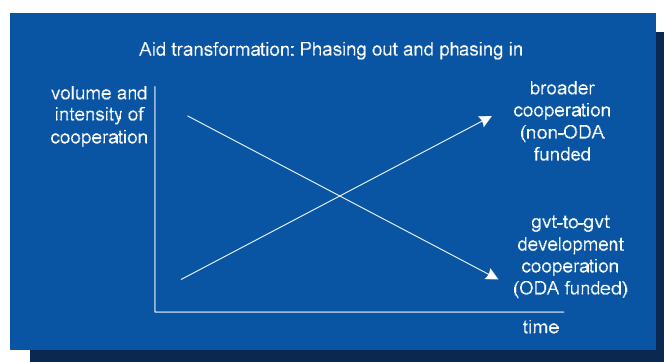 Aid transformation: Phasing out and phasing in
volume and
intensity of
cooperation
broader
cooperation
(non-ODA
funded
gvt-to-gvt
development
cooperation
(ODA funded)
time